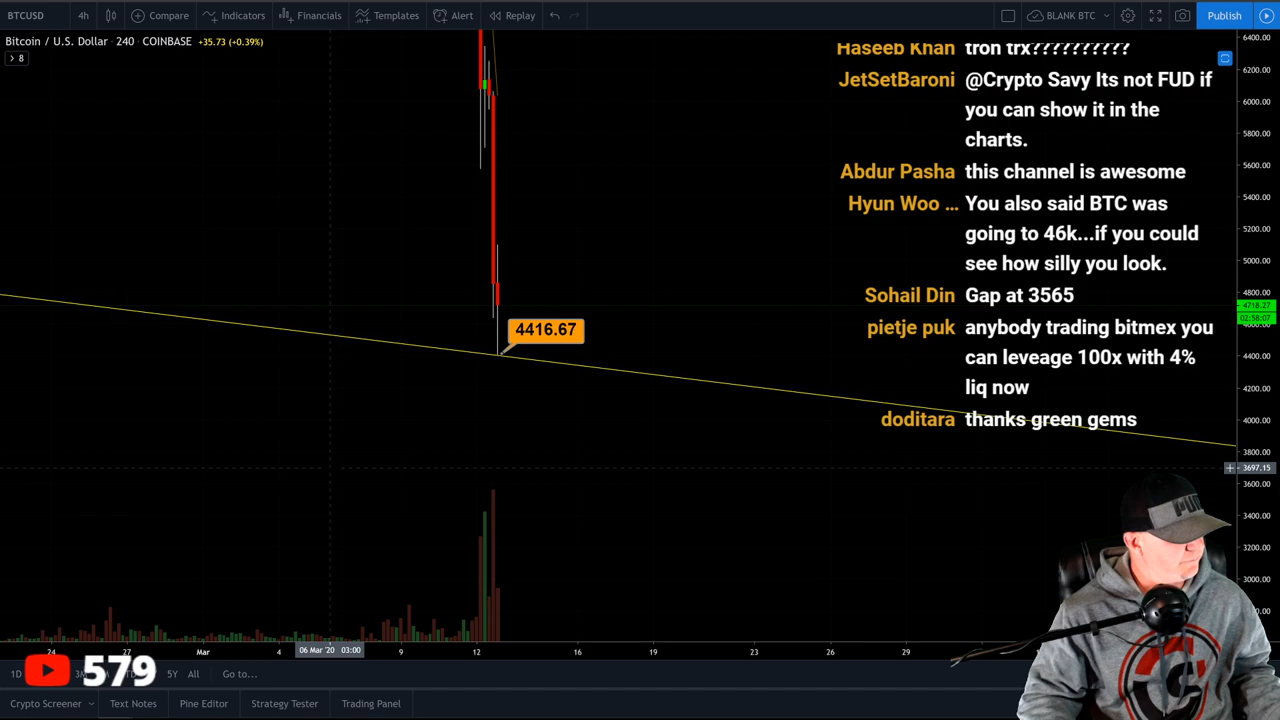 BTCUSD 4h Compare Indicators Financials Templates Alert Replay BLANK BTC Publish
Bitcoin / U.S. Dollar · 240 · COINBASE +35.73 (+0.39%)
8
Haseeb Khan tron trx??????????
JetSetBaroni @Crypto Savy Its not FUD if
you can show it in the
charts.
Abdur Pasha this channel is awesome
Hyun Woo ... You also said BTC was
going to 46k...if you could
see how silly you look.
Sohail Din Gap at 3565
pietje puk anybody trading bitmex you
can leveage 100x with 4%
liq now
doditara thanks green gems
4416.67
6400.00
6200.00
6000.00
5800.00
5600.00
5400.00
5200.00
5000.00
4800.00
4718.27
02:58:07
4600.00
4400.00
4200.00
4000.00
3800.00
3697.15
3600.00
3400.00
3200.00
3000.00
24 27 Mar 4 06 Mar '20 03:00 9 12 16 19 23 26 29
1D 5Y All Go to...
579
Crypto Screener Text Notes Pine Editor Strategy Tester Trading Panel